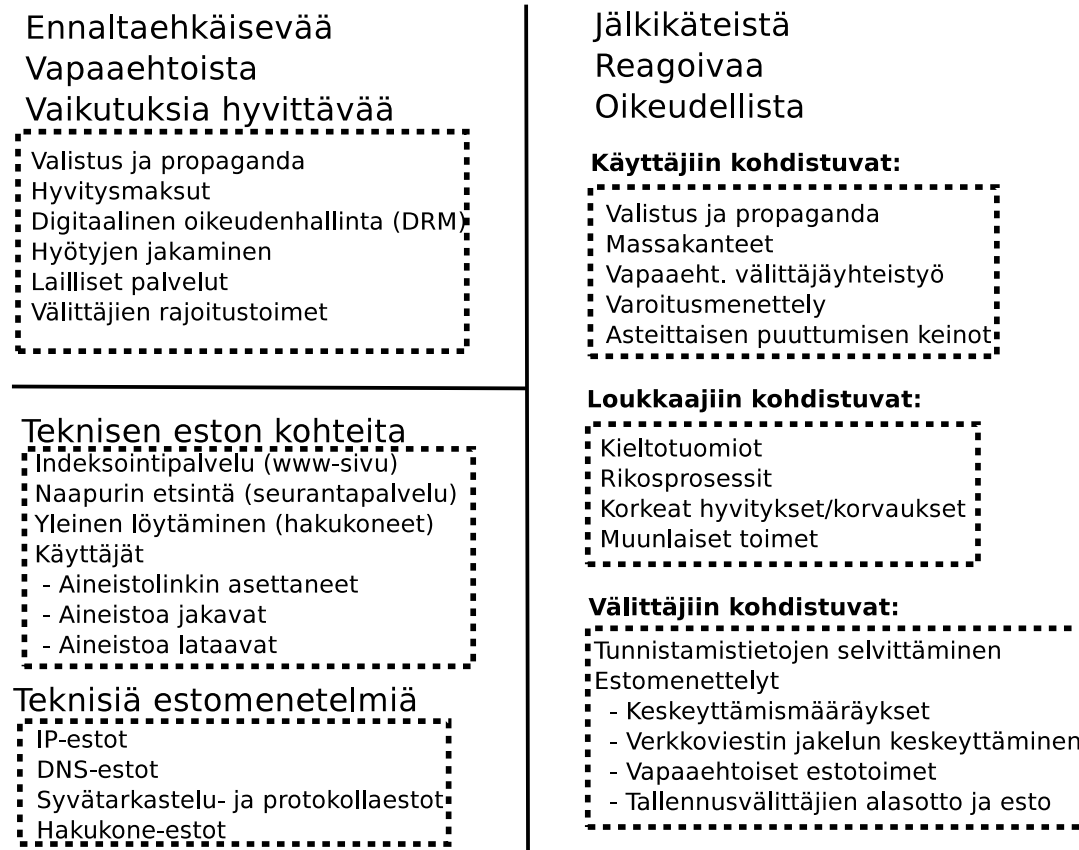 Ennaltaehkäisevää
Vapaaehtoista
Vaikutuksia hyvittävää
Valistus ja propaganda
Hyvitysmaksut
Digitaalinen oikeudenhallinta (DRM)
Hyötyjen jakaminen
Lailliset palvelut
Välittäjien rajoitustoimet
Teknisen eston kohteita
Indeksointipalvelu (www-sivu)
Naapurin etsintä (seurantapalvelu)
Yleinen löytäminen (hakukoneet)
Käyttäjät
- Aineistolinkin asettaneet
- Aineistoa jakavat
- Aineistoa lataavat
Teknisiä estomenetelmiä
IP-estot
DNS-estot
Syvätarkastelu- ja protokollaestot
Hakukone-estot
Jälkikäteistä
Reagoivaa
Oikeudellista
Käyttäjiin kohdistuvat:
Valistus ja propaganda
Massakanteet
Vapaaeht. välittäjäyhteistyö
Varoitusmenettely
Asteittaisen puuttumisen keinot
Loukkaajiin kohdistuvat:
Kieltotuomiot
Rikosprosessit
Korkeat hyvitykset/korvaukset
Muunlaiset toimet
Välittäjiin kohdistuvat:
Tunnistamistietojen selvittäminen
Estomenettelyt
- Keskeyttämismääräykset
- Verkkoviestin jakelun keskeyttäminen
- Vapaaehtoiset estotoimet
- Tallennusvälittäjien alasotto ja esto